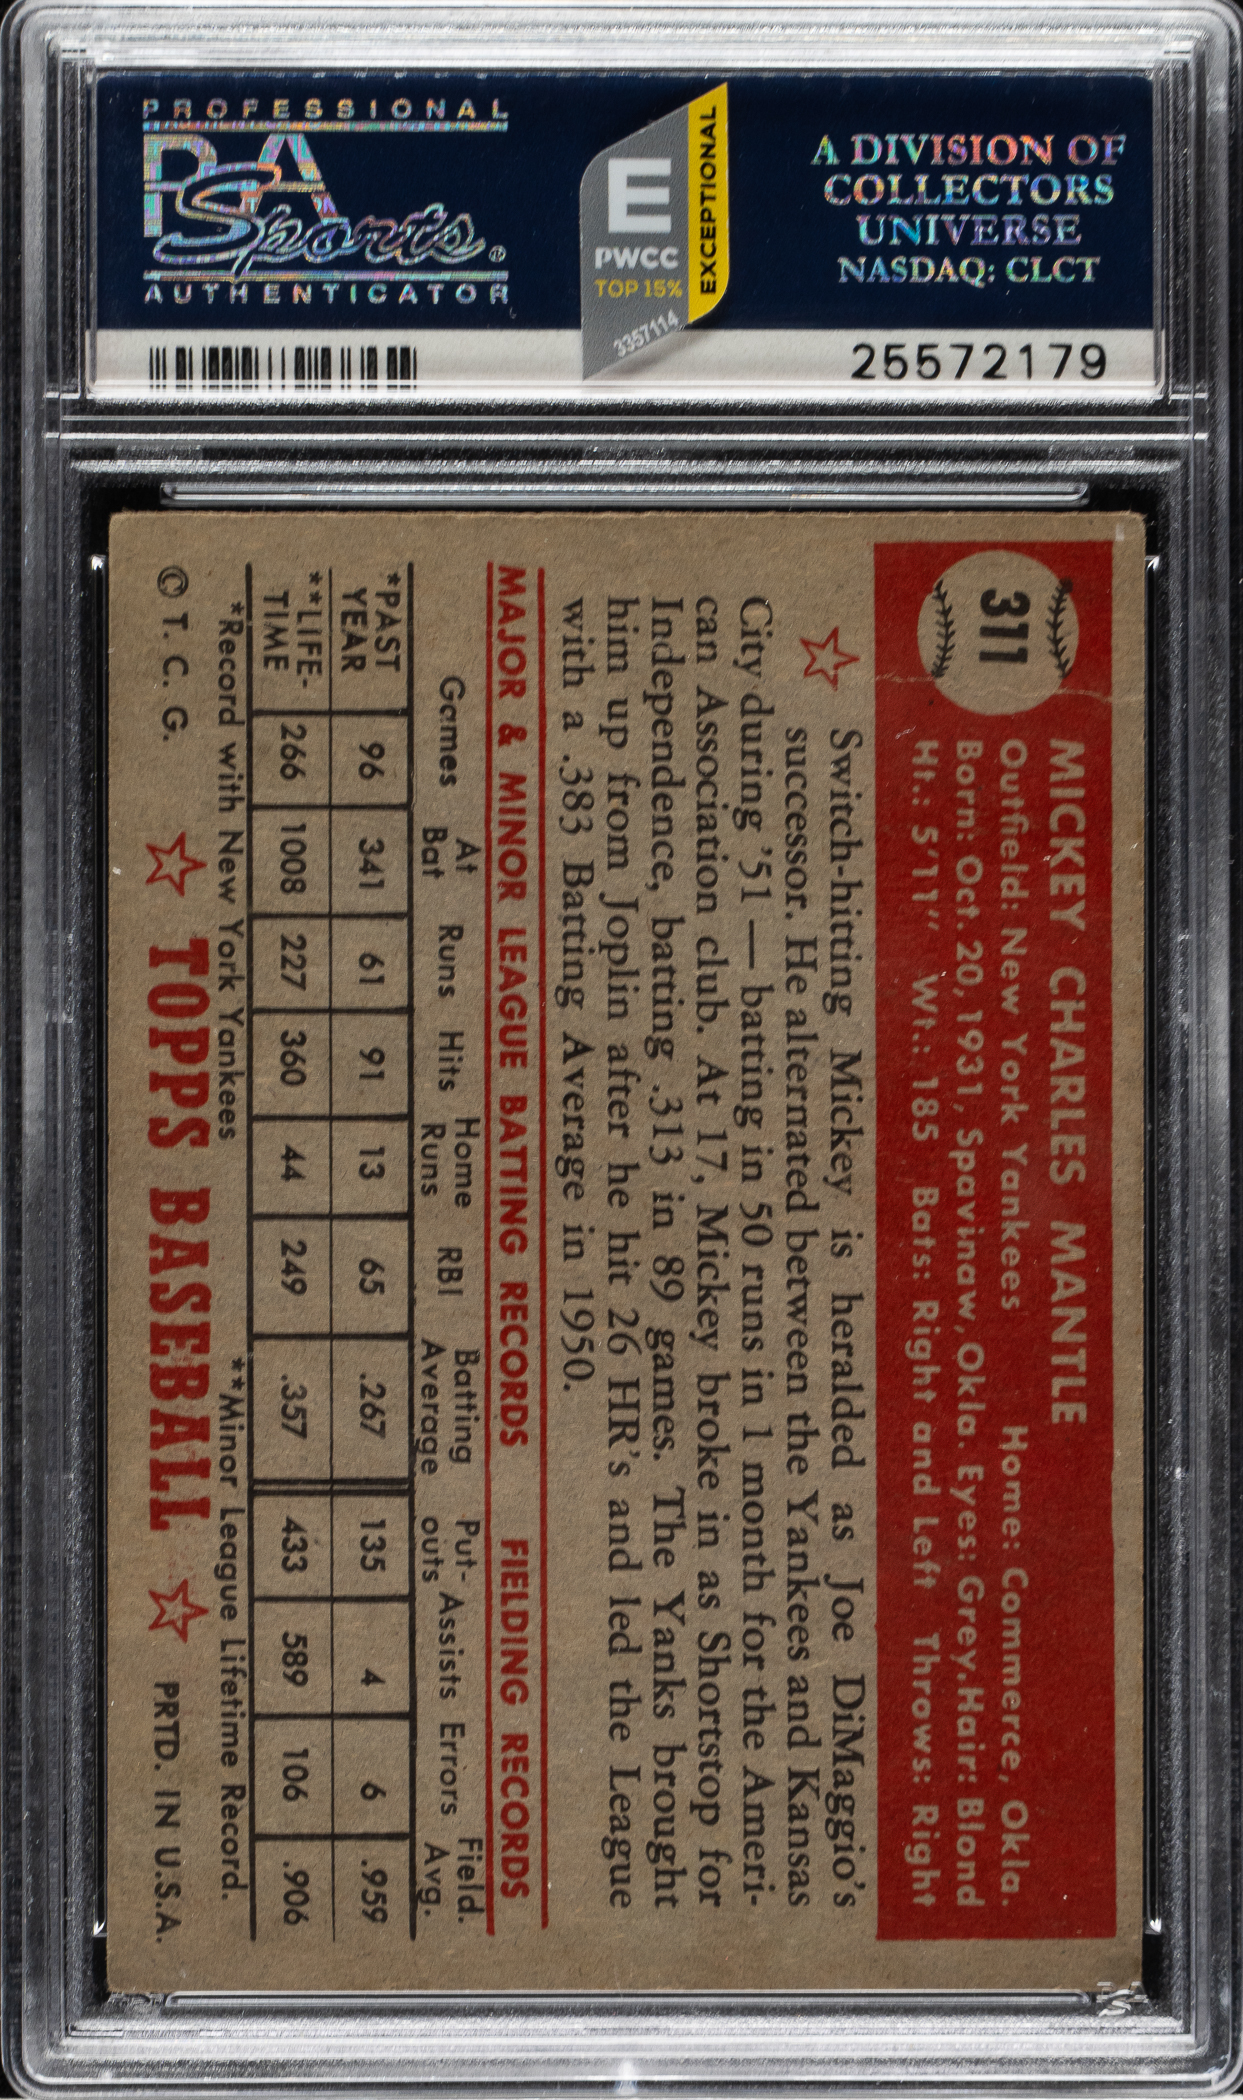 PROFESSIONAL
PSA
Sports®
AUTHENTICATOR
E
PWCC
TOP 15%
EXCEPTIONAL
3357114
A DIVISION OF
COLLECTORS
UNIVERSE
NASDAQ: CLCT
25572179
311
MICKEY CHARLES MANTLE
Outfield: New York Yankees Home: Commerce, Okla.
Born: Oct. 20, 1931, Spavinaw, Okla. Eyes: Grey. Hair: Blond
Ht.: 5'11" Wt.: 185 Bats: Right and Left Throws: Right
Switch-hitting Mickey is heralded as Joe DiMaggio's
successor. He alternated between the Yankees and Kansas
City during '51 — batting in 50 runs in 1 month for the Ameri-
can Association club. At 17, Mickey broke in as Shortstop for
Independence, batting .313 in 89 games. The Yanks brought
him up from Joplin after he hit 26 HR's and led the League
with a .383 Batting Average in 1950.
MAJOR & MINOR LEAGUE BATTING RECORDS FIELDING RECORDS
Games At Bat Runs Hits Home Runs RBI Batting Average Put-outs Assists Errors Field. Avg.
*PAST YEAR 96 341 61 91 13 65 .267 135 4 6 .959
**LIFE-TIME 266 1008 227 360 44 249 .357 433 589 106 .906
*Record with New York Yankees **Minor League Lifetime Record.
© T. C. G. TOPPS BASEBALL PRTD. IN U.S.A.